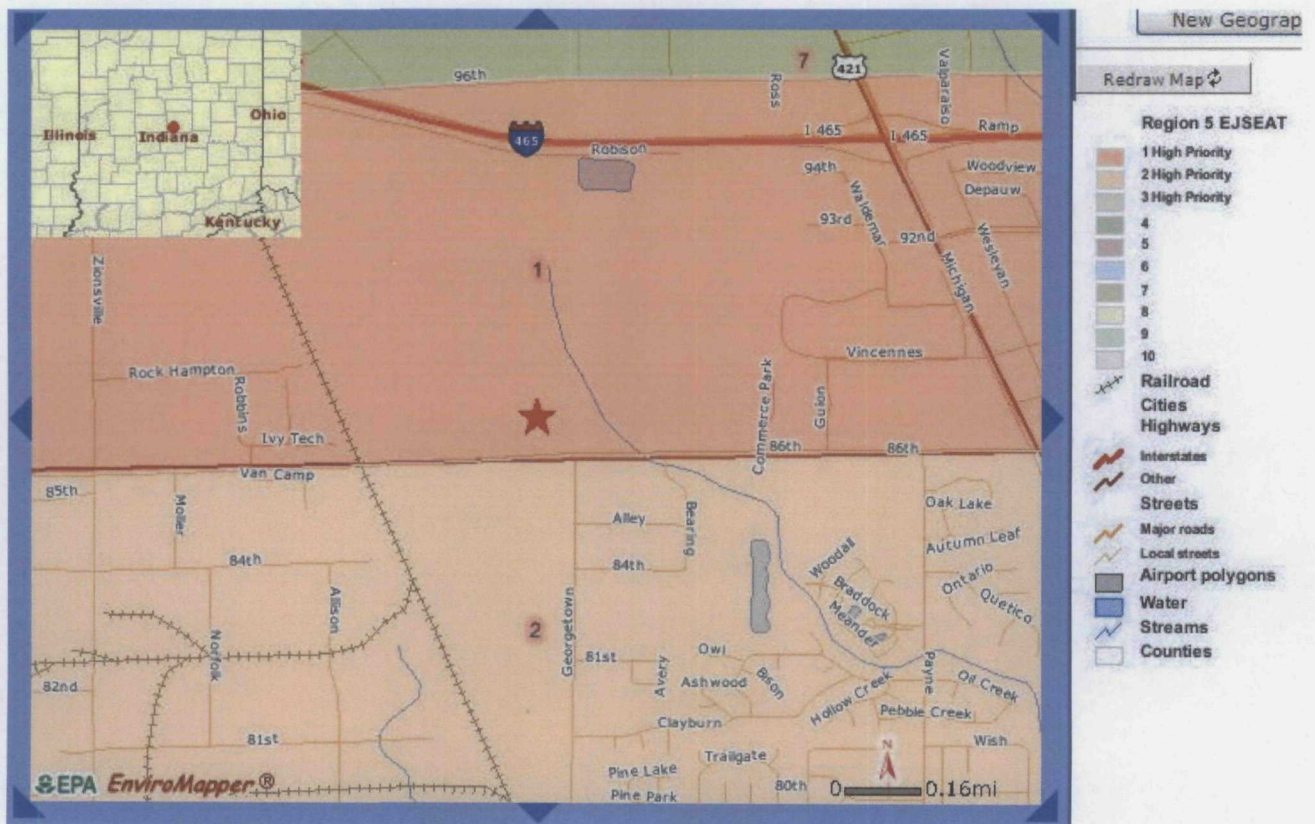 New Geograp
Redraw Map
Region 5 EJSEAT
1 High Priority
2 High Priority
3 High Priority
4
5
6
7
8
9
10
Railroad
Cities
Highways
Interstates
Other
Streets
Major roads
Local streets
Airport polygons
Water
Streams
Counties
Illinois
Indiana
Ohio
Kentucky
96th
7
421
Ross
Valparaiso
465
Robison
I 465
I 465
Ramp
94th
Woodview
Depauw
Waldemar
93rd
92nd
Wesleyan
Michigan
Zionsville
1
Vincennes
Rock Hampton
Robbins
Ivy Tech
Commerce Park
Guion
86th
86th
Van Camp
85th
Moller
Alley
Bearing
Oak Lake
Autumn Leaf
84th
84th
Woodall
Braddock
Meander
Ontario
Quetico
Allison
Norfolk
Georgetown
2
81st
Avery
Owl
Ashwood
Bison
Hollow Creek
Payne
Oil Creek
Pebble Creek
82nd
Clayburn
81st
Trailgate
Wish
Pine Lake
Pine Park
80th
N
0
0.16mi
EPA EnviroMapper ®